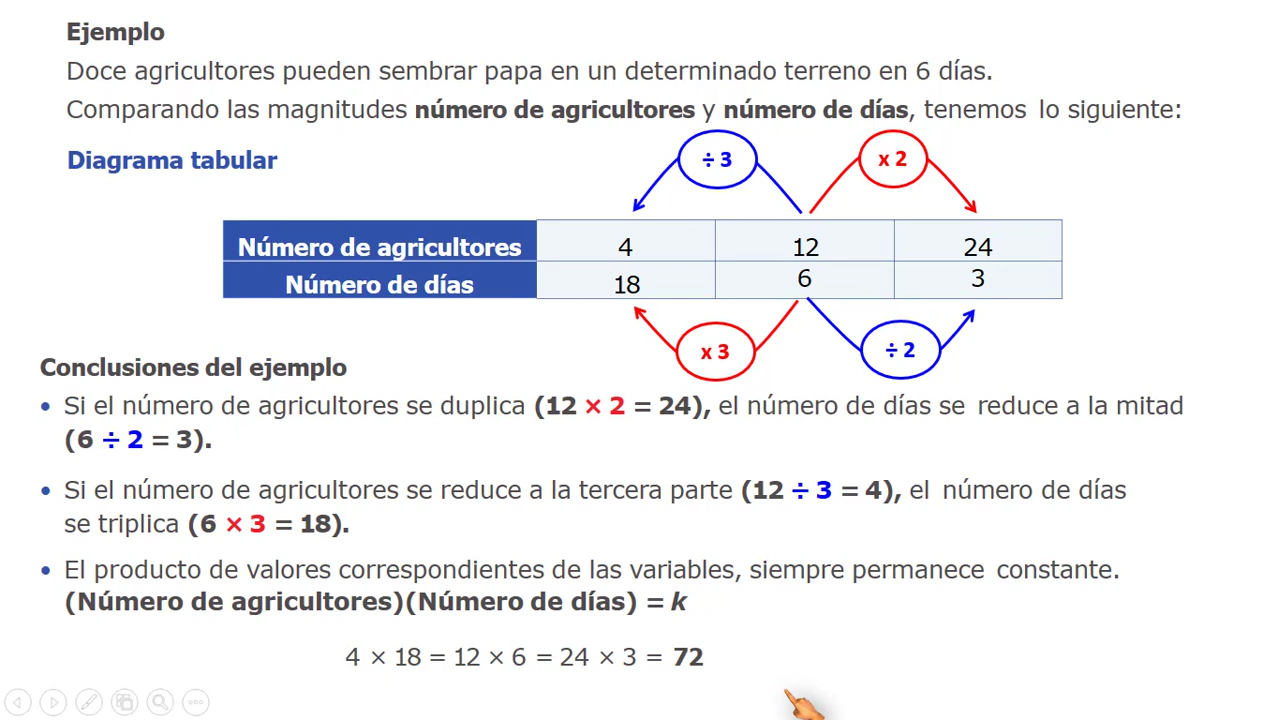 Ejemplo
Doce agricultores pueden sembrar papa en un determinado terreno en 6 días.
Comparando las magnitudes número de agricultores y número de días, tenemos lo siguiente:
Diagrama tabular
÷ 3
x 2
Número de agricultores 4 12 24
Número de días 18 6 3
x 3
÷ 2
Conclusiones del ejemplo
• Si el número de agricultores se duplica (12 × 2 = 24), el número de días se reduce a la mitad
(6 ÷ 2 = 3).
• Si el número de agricultores se reduce a la tercera parte (12 ÷ 3 = 4), el número de días
se triplica (6 × 3 = 18).
• El producto de valores correspondientes de las variables, siempre permanece constante.
(Número de agricultores)(Número de días) = k
4 × 18 = 12 × 6 = 24 × 3 = 72